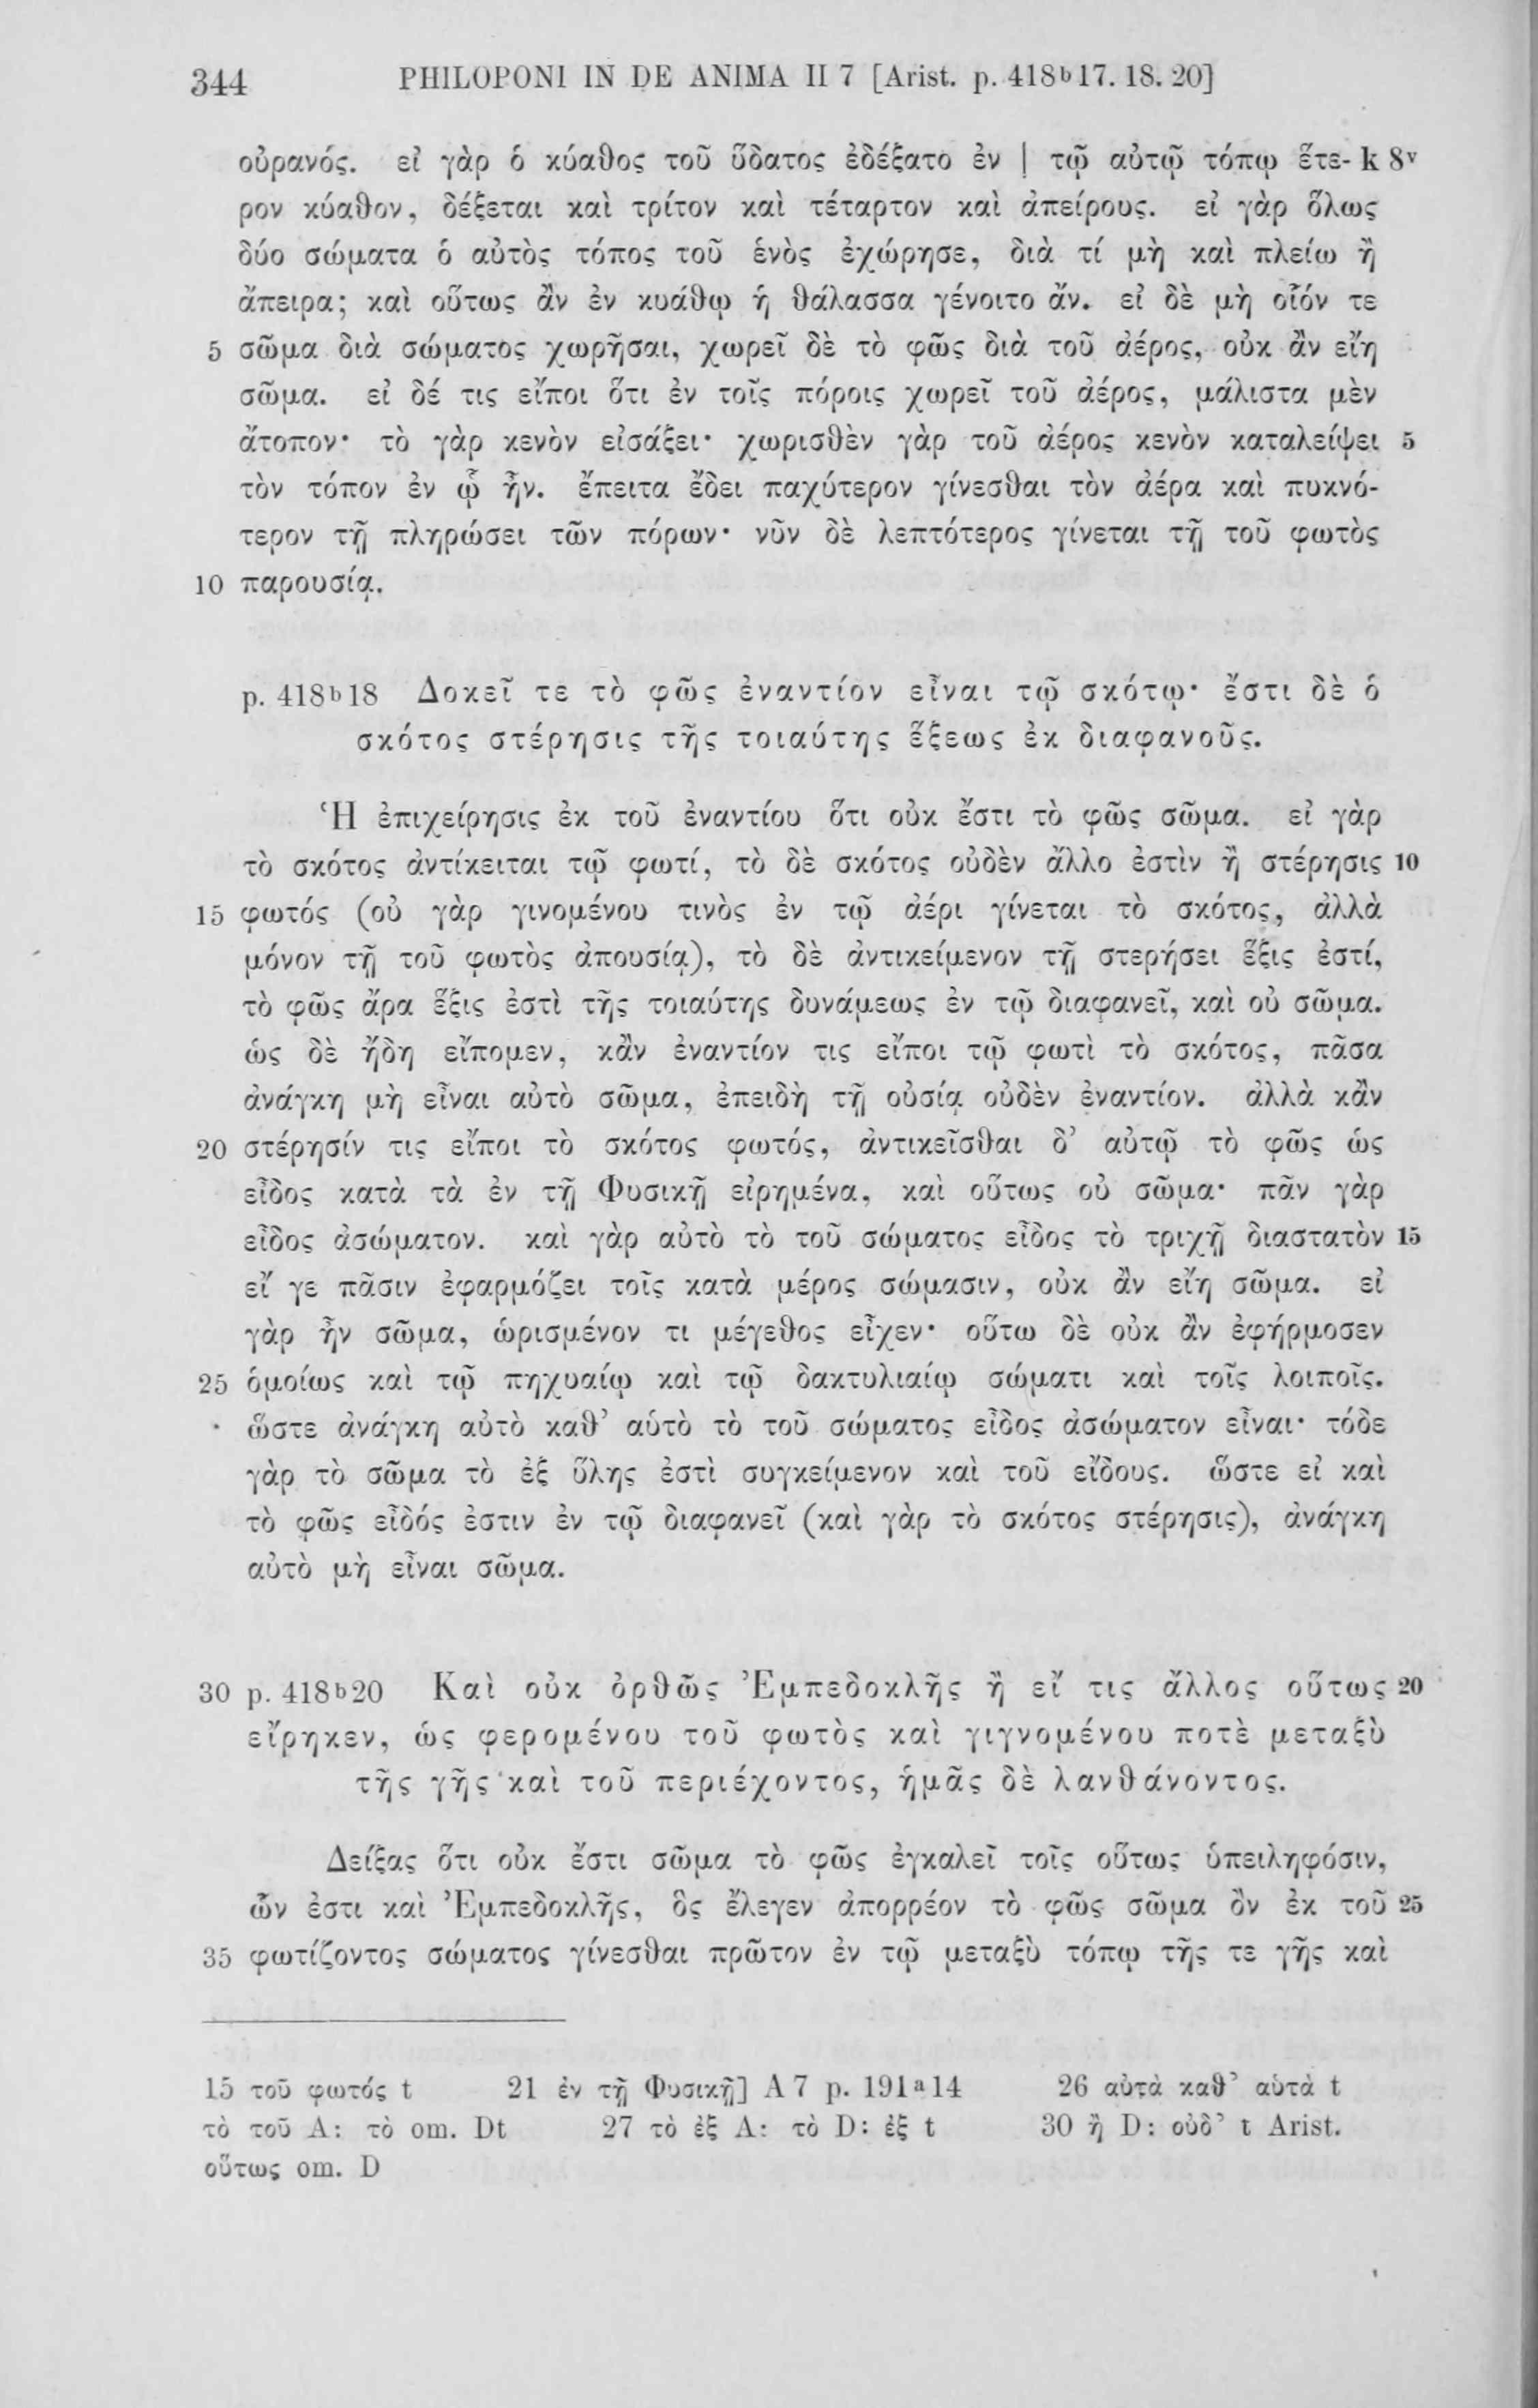 344 PHILOPONI IN DE ANIMA II 7 [Arist. p. 418ᵇ17. 18. 20]
οὐρανός. εἰ γὰρ ὁ κύαθος τοῦ ὕδατος ἐδέξατο ἐν | τῷ αὐτῷ τόπῳ ἕτε- k 8ᵛ
ρον κύαθον, δέξεται καὶ τρίτον καὶ τέταρτον καὶ ἀπείρους. εἰ γὰρ ὅλως
δύο σώματα ὁ αὐτὸς τόπος τοῦ ἑνὸς ἐχώρησε, διὰ τί μὴ καὶ πλείω ἢ
ἄπειρα; καὶ οὕτως ἂν ἐν κυάθῳ ἡ θάλασσα γένοιτο ἄν. εἰ δὲ μὴ οἷόν τε
5 σῶμα διὰ σώματος χωρῆσαι, χωρεῖ δὲ τὸ φῶς διὰ τοῦ ἀέρος, οὐκ ἂν εἴη
σῶμα. εἰ δέ τις εἴποι ὅτι ἐν τοῖς πόροις χωρεῖ τοῦ ἀέρος, μάλιστα μὲν
ἄτοπον· τὸ γὰρ κενὸν εἰσάξει· χωρισθὲν γὰρ τοῦ ἀέρος κενὸν καταλείψει 5
τὸν τόπον ἐν ᾧ ἦν. ἔπειτα ἔδει παχύτερον γίνεσθαι τὸν ἀέρα καὶ πυκνό-
τερον τῇ πληρώσει τῶν πόρων· νῦν δὲ λεπτότερος γίνεται τῇ τοῦ φωτὸς
10 παρουσίᾳ.
p. 418ᵇ18 Δοκεῖ τε τὸ φῶς ἐναντίον εἶναι τῷ σκότῳ· ἔστι δὲ ὁ
σκότος στέρησις τῆς τοιαύτης ἕξεως ἐκ διαφανοῦς.
Ἡ ἐπιχείρησις ἐκ τοῦ ἐναντίου ὅτι οὐκ ἔστι τὸ φῶς σῶμα. εἰ γὰρ
τὸ σκότος ἀντίκειται τῷ φωτί, τὸ δὲ σκότος οὐδὲν ἄλλο ἐστὶν ἢ στέρησις 10
15 φωτός (οὐ γὰρ γινομένου τινὸς ἐν τῷ ἀέρι γίνεται τὸ σκότος, ἀλλὰ
μόνον τῇ τοῦ φωτὸς ἀπουσίᾳ), τὸ δὲ ἀντικείμενον τῇ στερήσει ἕξις ἐστί,
τὸ φῶς ἄρα ἕξις ἐστὶ τῆς τοιαύτης δυνάμεως ἐν τῷ διαφανεῖ, καὶ οὐ σῶμα.
ὡς δὲ ἤδη εἴπομεν, κἂν ἐναντίον τις εἴποι τῷ φωτὶ τὸ σκότος, πᾶσα
ἀνάγκη μὴ εἶναι αὐτὸ σῶμα, ἐπειδὴ τῇ οὐσίᾳ οὐδὲν ἐναντίον. ἀλλὰ κἂν
20 στέρησίν τις εἴποι τὸ σκότος φωτός, ἀντικεῖσθαι δ’ αὐτῷ τὸ φῶς ὡς
εἶδος κατὰ τὰ ἐν τῇ Φυσικῇ εἰρημένα, καὶ οὕτως οὐ σῶμα· πᾶν γὰρ
εἶδος ἀσώματον. καὶ γὰρ αὐτὸ τὸ τοῦ σώματος εἶδος τὸ τριχῇ διαστατὸν 15
εἴ γε πᾶσιν ἐφαρμόζει τοῖς κατὰ μέρος σώμασιν, οὐκ ἂν εἴη σῶμα. εἰ
γὰρ ἦν σῶμα, ὡρισμένον τι μέγεθος εἶχεν· οὕτω δὲ οὐκ ἂν ἐφήρμοσεν
25 ὁμοίως καὶ τῷ πηχυαίῳ καὶ τῷ δακτυλιαίῳ σώματι καὶ τοῖς λοιποῖς.
ὥστε ἀνάγκη αὐτὸ καθ’ αὑτὸ τὸ τοῦ σώματος εἶδος ἀσώματον εἶναι· τόδε
γὰρ τὸ σῶμα τὸ ἐξ ὕλης ἐστὶ συγκείμενον καὶ τοῦ εἴδους. ὥστε εἰ καὶ
τὸ φῶς εἶδός ἐστιν ἐν τῷ διαφανεῖ (καὶ γὰρ τὸ σκότος στέρησις), ἀνάγκη
αὐτὸ μὴ εἶναι σῶμα.
30 p. 418ᵇ20 Καὶ οὐκ ὀρθῶς Ἐμπεδοκλῆς ἢ εἴ τις ἄλλος οὕτως 20
εἴρηκεν, ὡς φερομένου τοῦ φωτὸς καὶ γιγνομένου ποτὲ μεταξὺ
τῆς γῆς καὶ τοῦ περιέχοντος, ἡμᾶς δὲ λανθάνοντος.
Δείξας ὅτι οὐκ ἔστι σῶμα τὸ φῶς ἐγκαλεῖ τοῖς οὕτως ὑπειληφόσιν,
ὧν ἐστι καὶ Ἐμπεδοκλῆς, ὃς ἔλεγεν ἀπορρέον τὸ φῶς σῶμα ὂν ἐκ τοῦ 25
35 φωτίζοντος σώματος γίνεσθαι πρῶτον ἐν τῷ μεταξὺ τόπῳ τῆς τε γῆς καὶ
15 τοῦ φωτός t 21 ἐν τῇ Φυσικῇ] A 7 p. 191ᵃ14 26 αὐτὰ καθ’ αὑτὰ t
τὸ τοῦ A: τὸ om. Dt 27 τὸ ἐξ A: τὸ D: ἐξ t 30 ἢ D: οὐδ’ t Arist.
οὕτως om. D